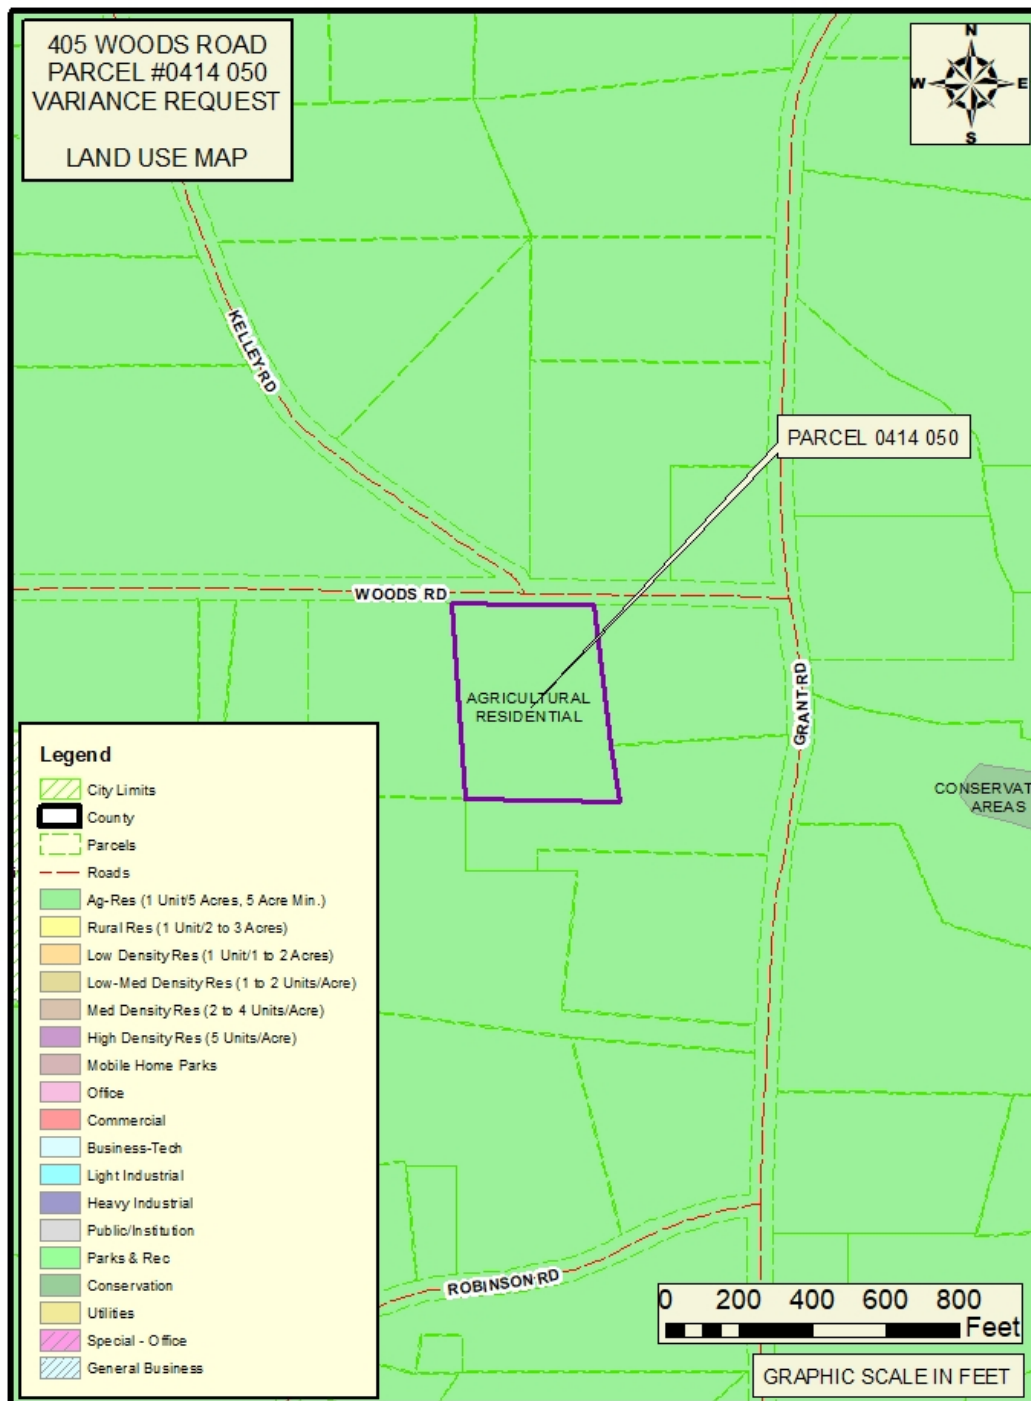 405 WOODS ROAD
PARCEL #0414 050
VARIANCE REQUEST
LAND USE MAP
N
W
E
S
KELLEY RD
PARCEL 0414 050
WOODS RD
GRANT RD
AGRICULTURAL
RESIDENTIAL
CONSERVAT
AREAS
Legend
City Limits
County
Parcels
Roads
Ag-Res (1 Unit/5 Acres, 5 Acre Min.)
Rural Res (1 Unit/2 to 3 Acres)
Low Density Res (1 Unit/1 to 2 Acres)
Low-Med Density Res (1 to 2 Units/Acre)
Med Density Res (2 to 4 Units/Acre)
High Density Res (5 Units/Acre)
Mobile Home Parks
Office
Commercial
Business-Tech
Light Industrial
Heavy Industrial
Public/Institution
Parks & Rec
Conservation
Utilities
Special - Office
General Business
ROBINSON RD
0 200 400 600 800
Feet
GRAPHIC SCALE IN FEET